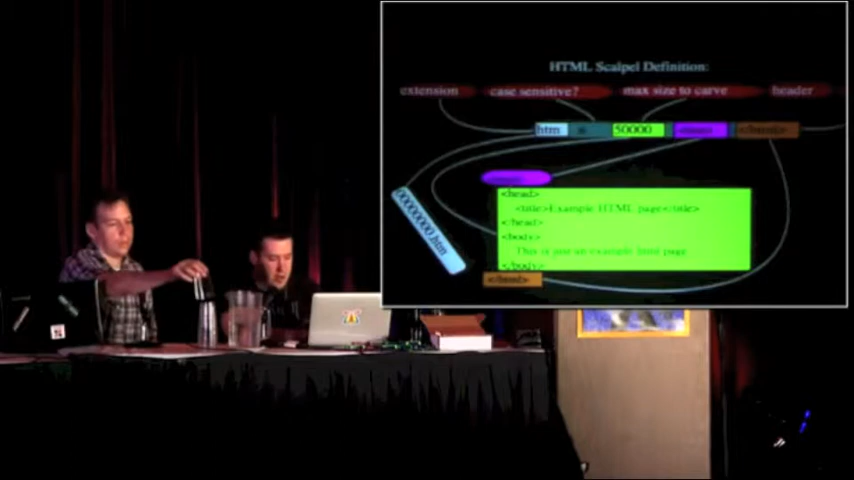 HTML Scalpel Definition:
extension case sensitive? max size to carve header
htm 50000 </html>
<head>
<title>Example HTML page</title>
</head>
<body>
This is just an example html page
</body>
</html>
00000000.htm